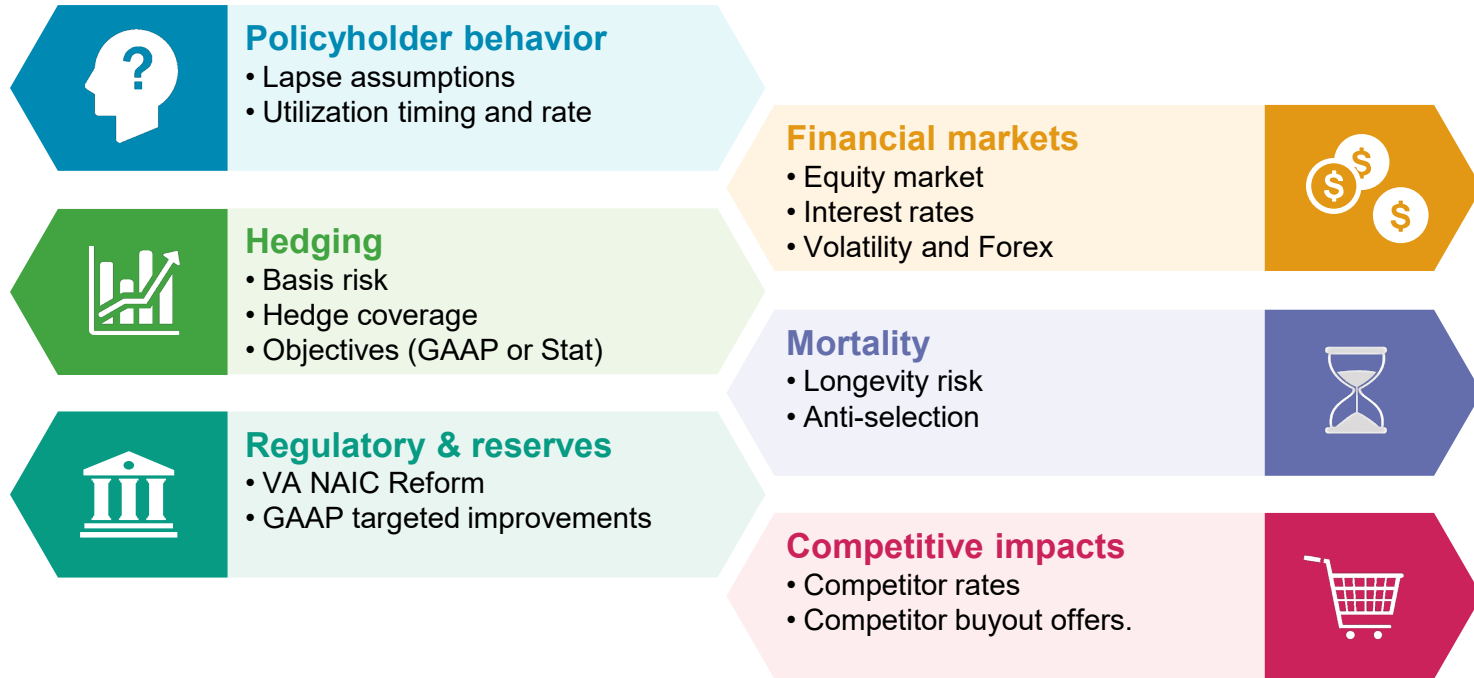 Policyholder behavior
• Lapse assumptions
• Utilization timing and rate
Financial markets
• Equity market
• Interest rates
• Volatility and Forex
Hedging
• Basis risk
• Hedge coverage
• Objectives (GAAP or Stat)
Mortality
• Longevity risk
• Anti-selection
Regulatory & reserves
• VA NAIC Reform
• GAAP targeted improvements
Competitive impacts
• Competitor rates
• Competitor buyout offers.
?
$
$
$